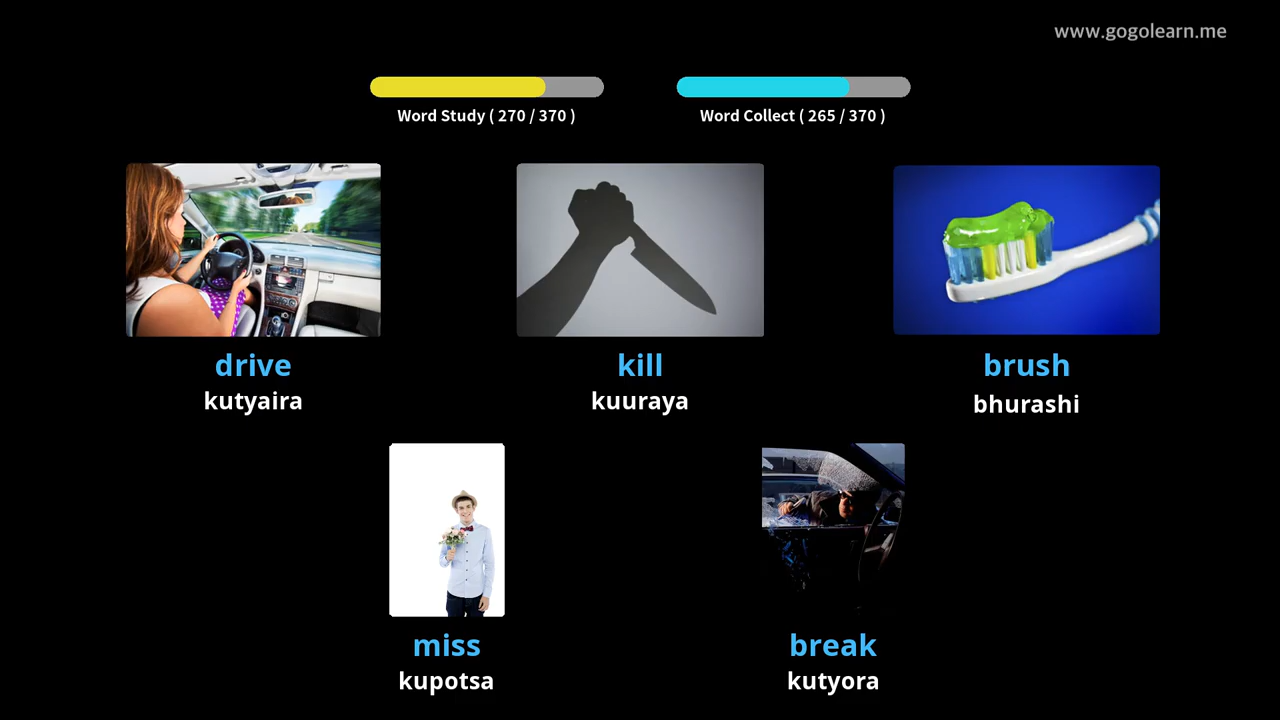 www.gogolearn.me
Word Study ( 270 / 370 )
Word Collect ( 265 / 370 )
drive
kutyaira
kill
kuuraya
brush
bhurashi
miss
kupotsa
break
kutyora